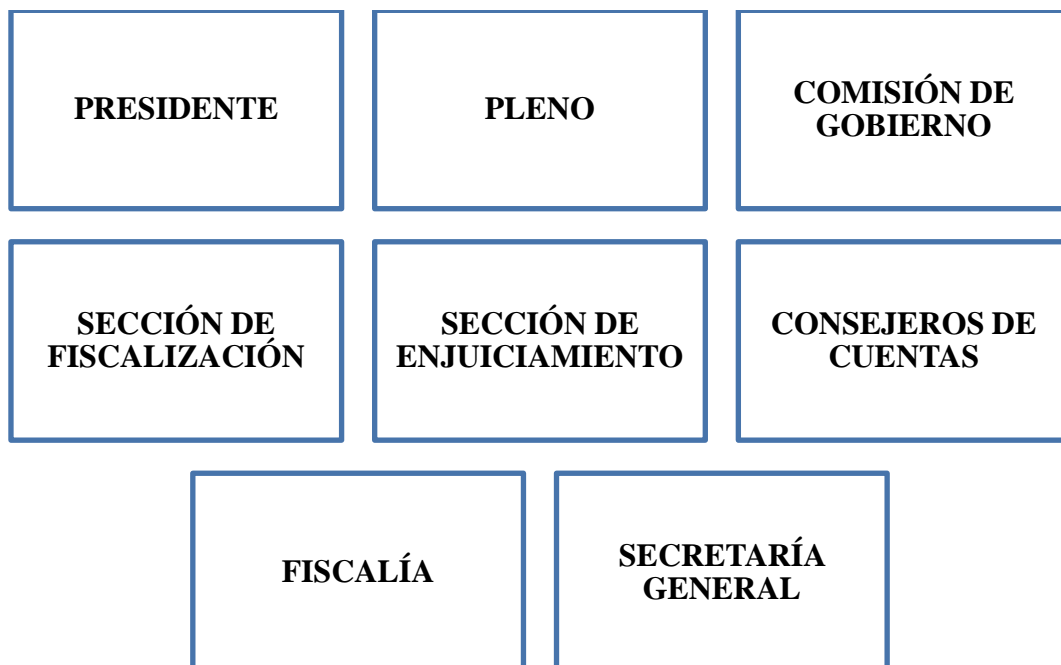 PRESIDENTE
PLENO
COMISIÓN DE
GOBIERNO
SECCIÓN DE
FISCALIZACIÓN
SECCIÓN DE
ENJUICIAMIENTO
CONSEJEROS DE
CUENTAS
FISCALÍA
SECRETARÍA
GENERAL